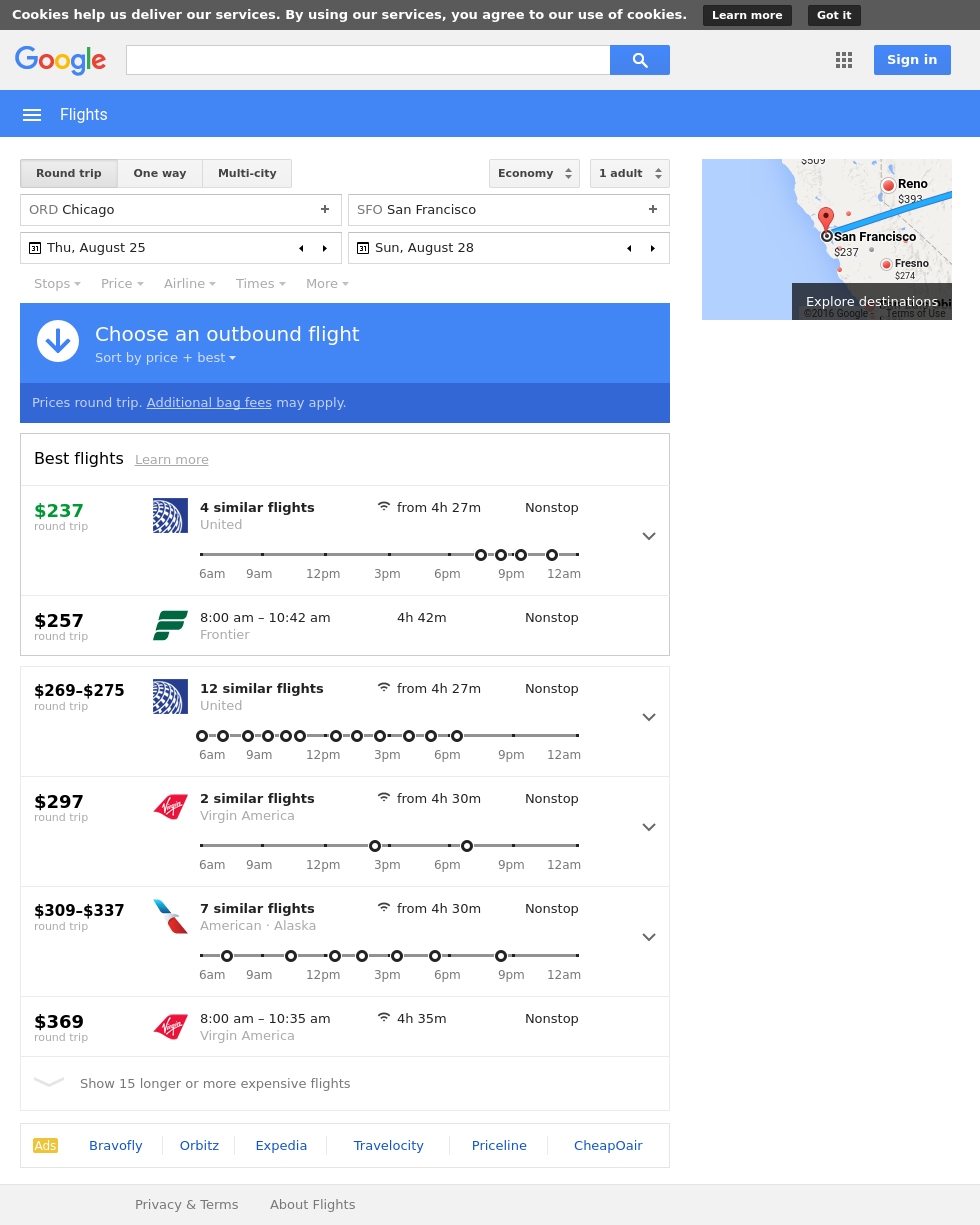 Cookies help us deliver our services. By using our services, you agree to our use of cookies. Learn more Got it
Google
Sign in
Flights
Round trip One way Multi-city Economy 1 adult
ORD Chicago + SFO San Francisco +
31 Thu, August 25 31 Sun, August 28
Stops Price Airline Times More
Choose an outbound flight
Sort by price + best
Prices round trip. Additional bag fees may apply.
Best flights Learn more
$237 4 similar flights from 4h 27m Nonstop
round trip United
6am 9am 12pm 3pm 6pm 9pm 12am
$257 8:00 am – 10:42 am 4h 42m Nonstop
round trip Frontier
$269–$275 12 similar flights from 4h 27m Nonstop
round trip United
6am 9am 12pm 3pm 6pm 9pm 12am
$297 Virgin 2 similar flights from 4h 30m Nonstop
round trip Virgin America
6am 9am 12pm 3pm 6pm 9pm 12am
$309–$337 7 similar flights from 4h 30m Nonstop
round trip American · Alaska
6am 9am 12pm 3pm 6pm 9pm 12am
$369 Virgin 8:00 am – 10:35 am 4h 35m Nonstop
round trip Virgin America
Show 15 longer or more expensive flights
Ads Bravofly Orbitz Expedia Travelocity Priceline CheapOair
$509
Reno
$393
San Francisco
$237
Fresno
$274
Explore destinations
©2016 Google - Terms of Use
Privacy & Terms About Flights